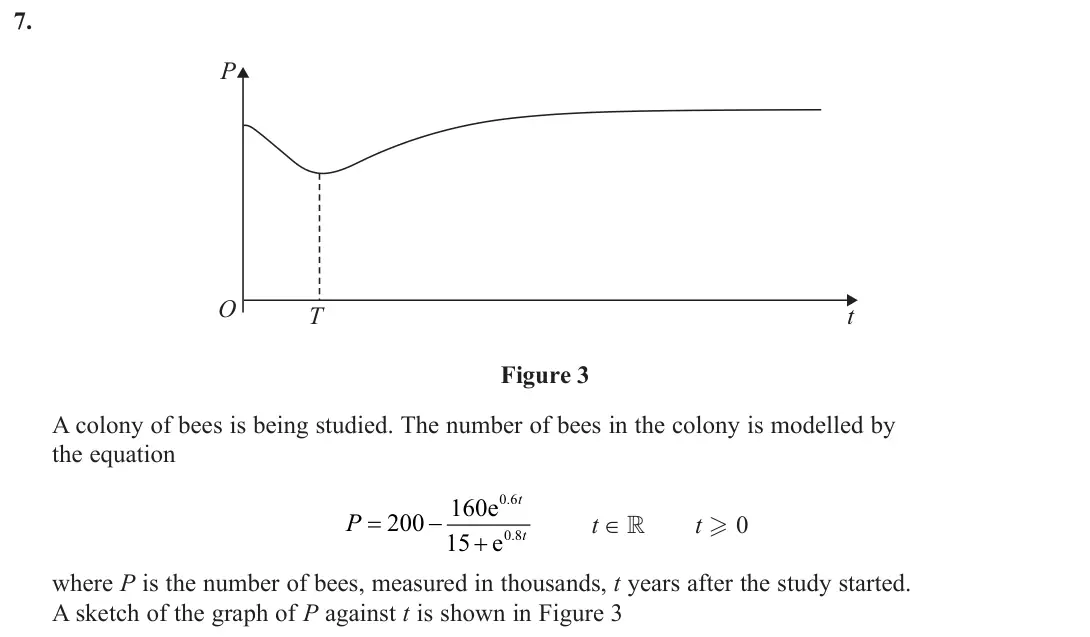 7.
P
O
T
t
Figure 3
A colony of bees is being studied. The number of bees in the colony is modelled by
the equation
P = 200 − 160e^{0.6t} / (15 + e^{0.8t})   t ∈ ℝ   t ⩾ 0
where P is the number of bees, measured in thousands, t years after the study started.
A sketch of the graph of P against t is shown in Figure 3